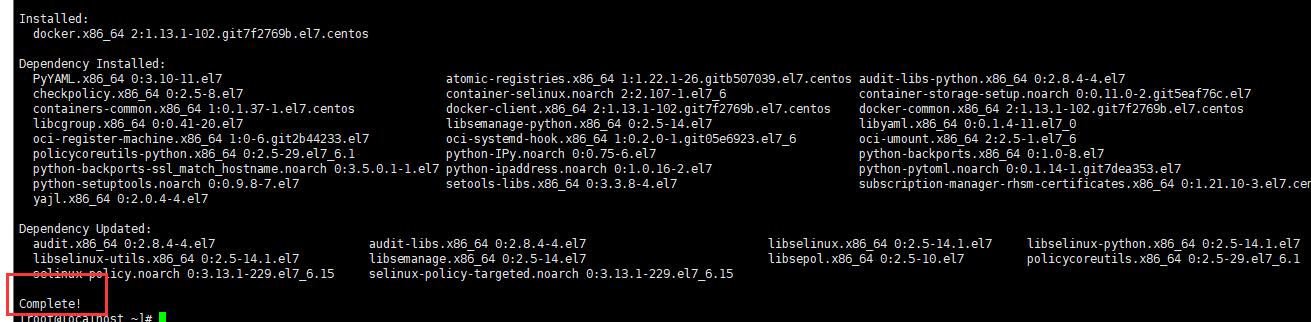 Installed:
docker.x86_64 2:1.13.1-102.git7f2769b.el7.centos
Dependency Installed:
PyYAML.x86_64 0:3.10-11.el7 atomic-registries.x86_64 1:1.22.1-26.gitb507039.el7.centos audit-libs-python.x86_64 0:2.8.4-4.el7
checkpolicy.x86_64 0:2.5-8.el7 container-selinux.noarch 2:2.107-1.el7_6 container-storage-setup.noarch 0:0.11.0-2.git5eaf76c.el7
containers-common.x86_64 1:0.1.37-1.el7.centos docker-client.x86_64 2:1.13.1-102.git7f2769b.el7.centos docker-common.x86_64 2:1.13.1-102.git7f2769b.el7.centos
libcgroup.x86_64 0:0.41-20.el7 libsemanage-python.x86_64 0:2.5-14.el7 libyaml.x86_64 0:0.1.4-11.el7_0
oci-register-machine.x86_64 1:0-6.git2b44233.el7 oci-systemd-hook.x86_64 1:0.2.0-1.git05e6923.el7_6 oci-umount.x86_64 2:2.5-1.el7_6
policycoreutils-python.x86_64 0:2.5-29.el7_6.1 python-IPy.noarch 0:0.75-6.el7 python-backports.x86_64 0:1.0-8.el7
python-backports-ssl_match_hostname.noarch 0:3.5.0.1-1.el7 python-ipaddress.noarch 0:1.0.16-2.el7 python-pytoml.noarch 0:0.1.14-1.git7dea353.el7
python-setuptools.noarch 0:0.9.8-7.el7 setools-libs.x86_64 0:3.3.8-4.el7 subscription-manager-rhsm-certificates.x86_64 0:1.21.10-3.el7.cen
yajl.x86_64 0:2.0.4-4.el7
Dependency Updated:
audit.x86_64 0:2.8.4-4.el7 audit-libs.x86_64 0:2.8.4-4.el7 libselinux.x86_64 0:2.5-14.1.el7 libselinux-python.x86_64 0:2.5-14.1.el7
libselinux-utils.x86_64 0:2.5-14.1.el7 libsemanage.x86_64 0:2.5-14.el7 libsepol.x86_64 0:2.5-10.el7 policycoreutils.x86_64 0:2.5-29.el7_6.1
selinux-policy.noarch 0:3.13.1-229.el7_6.15 selinux-policy-targeted.noarch 0:3.13.1-229.el7_6.15
Complete!
[root@localhost ~]#